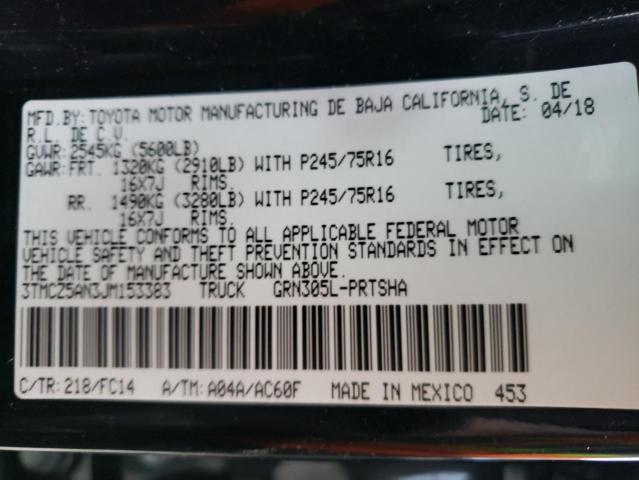 MFD.BY: TOYOTA MOTOR MANUFACTURING DE BAJA CALIFORNIA, S. DE
R.L. DE C.V. DATE: 04/18
GVWR: 2545KG (5600LB)
GAWR: FRT. 1320KG (2910LB) WITH P245/75R16 TIRES,
16X7J RIMS.
RR. 1490KG (3280LB) WITH P245/75R16 TIRES,
16X7J RIMS.
THIS VEHICLE CONFORMS TO ALL APPLICABLE FEDERAL MOTOR
VEHICLE SAFETY AND THEFT PREVENTION STANDARDS IN EFFECT ON
THE DATE OF MANUFACTURE SHOWN ABOVE.
3TMCZ5AN3JM153383 TRUCK GRN305L-PRTSHA
C/TR: 218/FC14 A/TM: A04A/AC60F MADE IN MEXICO 453